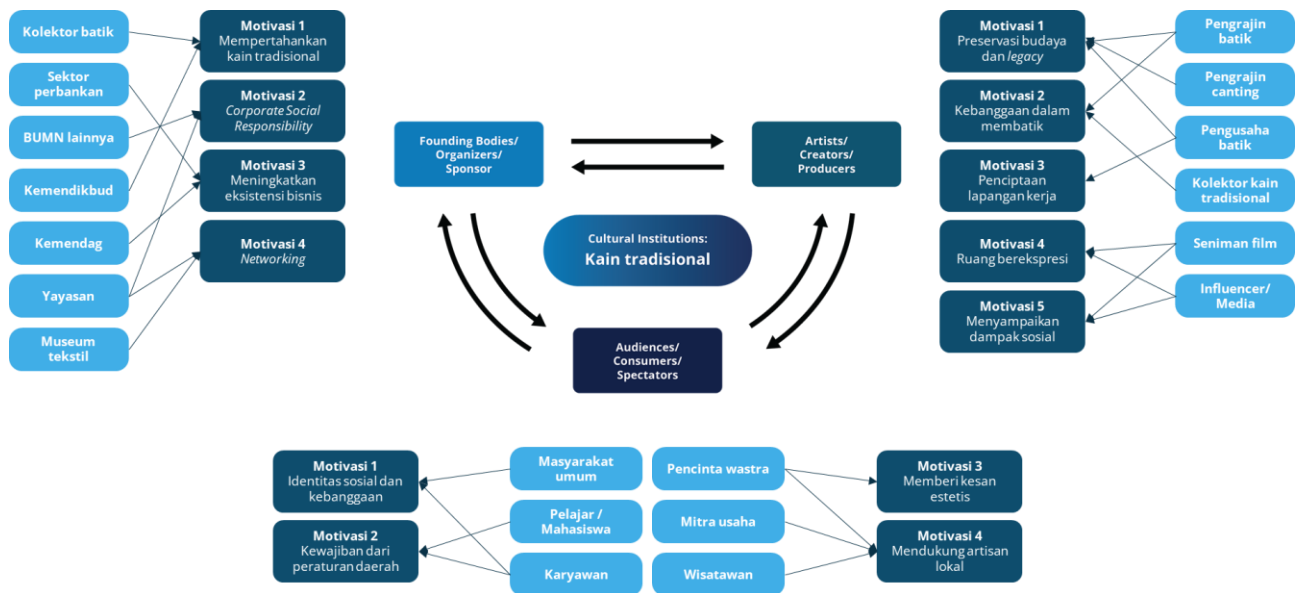 Kolektor batik
Sektor
perbankan
BUMN lainnya
Kemendikbud
Kemendag
Yayasan
Museum
tekstil
Motivasi 1
Mempertahankan
kain tradisional
Motivasi 2
Corporate Social
Responsibility
Motivasi 3
Meningkatkan
eksistensi bisnis
Motivasi 4
Networking
Founding Bodies/
Organizers/
Sponsor
Artists/
Creators/
Producers
Cultural Institutions:
Kain tradisional
Audiences/
Consumers/
Spectators
Motivasi 1
Preservasi budaya
dan legacy
Motivasi 2
Kebanggaan dalam
membatik
Motivasi 3
Penciptaan
lapangan kerja
Motivasi 4
Ruang berekspresi
Motivasi 5
Menyampaikan
dampak sosial
Pengrajin
batik
Pengrajin
canting
Pengusaha
batik
Kolektor kain
tradisional
Seniman film
Influencer/
Media
Motivasi 1
Identitas sosial dan
kebanggaan
Motivasi 2
Kewajiban dari
peraturan daerah
Masyarakat
umum
Pelajar /
Mahasiswa
Karyawan
Pencinta wastra
Mitra usaha
Wisatawan
Motivasi 3
Memberi kesan
estetis
Motivasi 4
Mendukung artisan
lokal